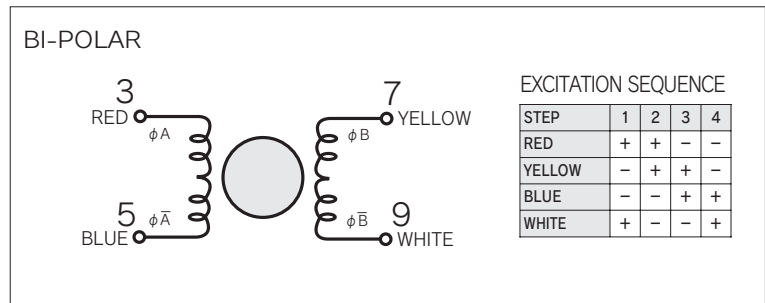 BI-POLAR
3
RED
φA
5
φA̅
BLUE
7
YELLOW
φB
φB̅
9
WHITE
EXCITATION SEQUENCE
STEP 1 2 3 4
RED + + − −
YELLOW − + + −
BLUE − − + +
WHITE + − − +